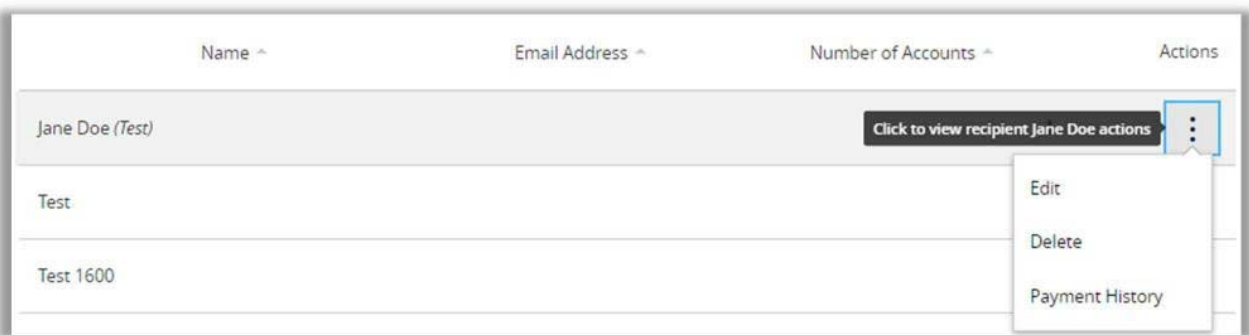 Name Email Address Number of Accounts Actions
Jane Doe (Test) Click to view recipient Jane Doe actions
Edit
Test
Delete
Test 1600
Payment History